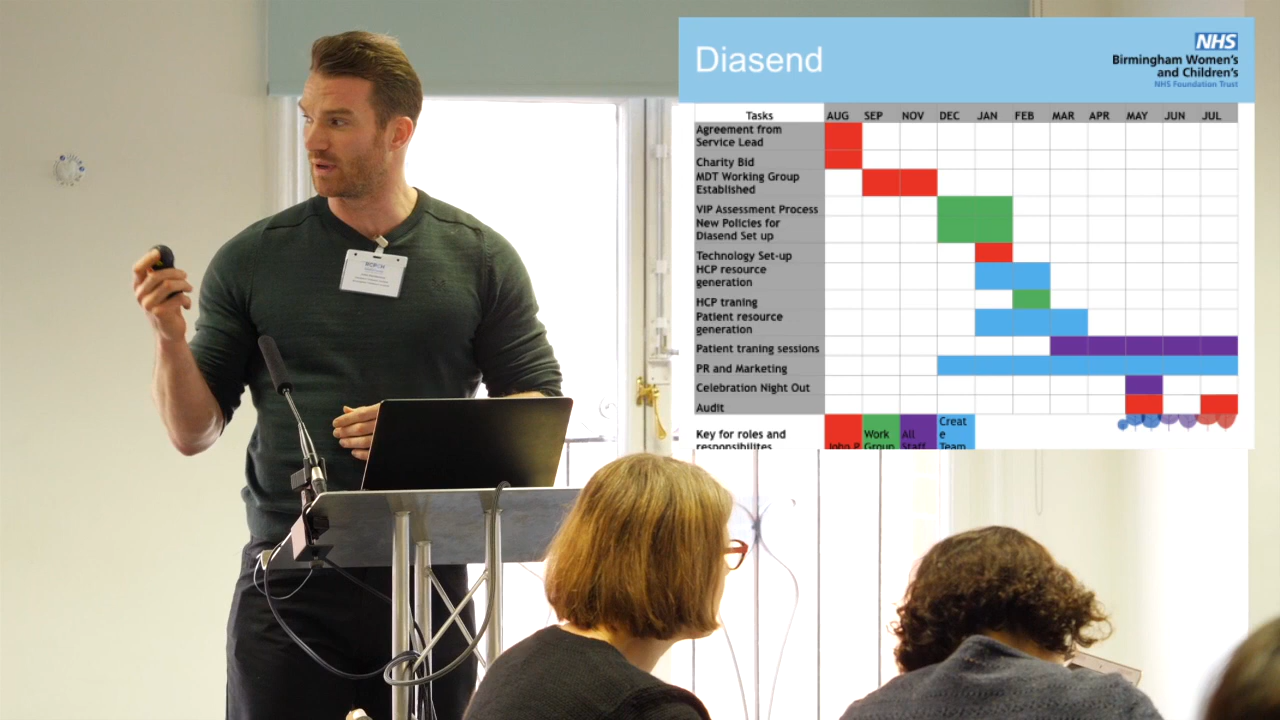 Diasend
NHS
Birmingham Women's
and Children's
NHS Foundation Trust
Tasks AUG SEP NOV DEC JAN FEB MAR APR MAY JUN JUL
Agreement from
Service Lead
Charity Bid
MDT Working Group
Established
VIP Assessment Process
New Policies for
Diasend Set up
Technology Set-up
HCP resource
generation
HCP traning
Patient resource
generation
Patient traning sessions
PR and Marketing
Celebration Night Out
Audit
Key for roles and
responsibilites
John P
Work
Group
All
Staff
Creat
e
Team
RCPCH